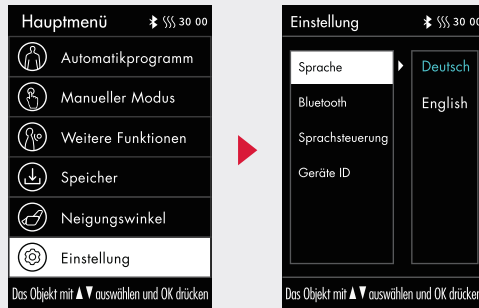 Hauptmenü 30 00
Automatikprogramm
Manueller Modus
Weitere Funktionen
Speicher
Neigungswinkel
Einstellung
Das Objekt mit ▲▼ auswählen und OK drücken
Einstellung 30 00
Sprache
Bluetooth
Sprachsteuerung
Geräte ID
Deutsch
English
Das Objekt mit ▲▼ auswählen und OK drücken